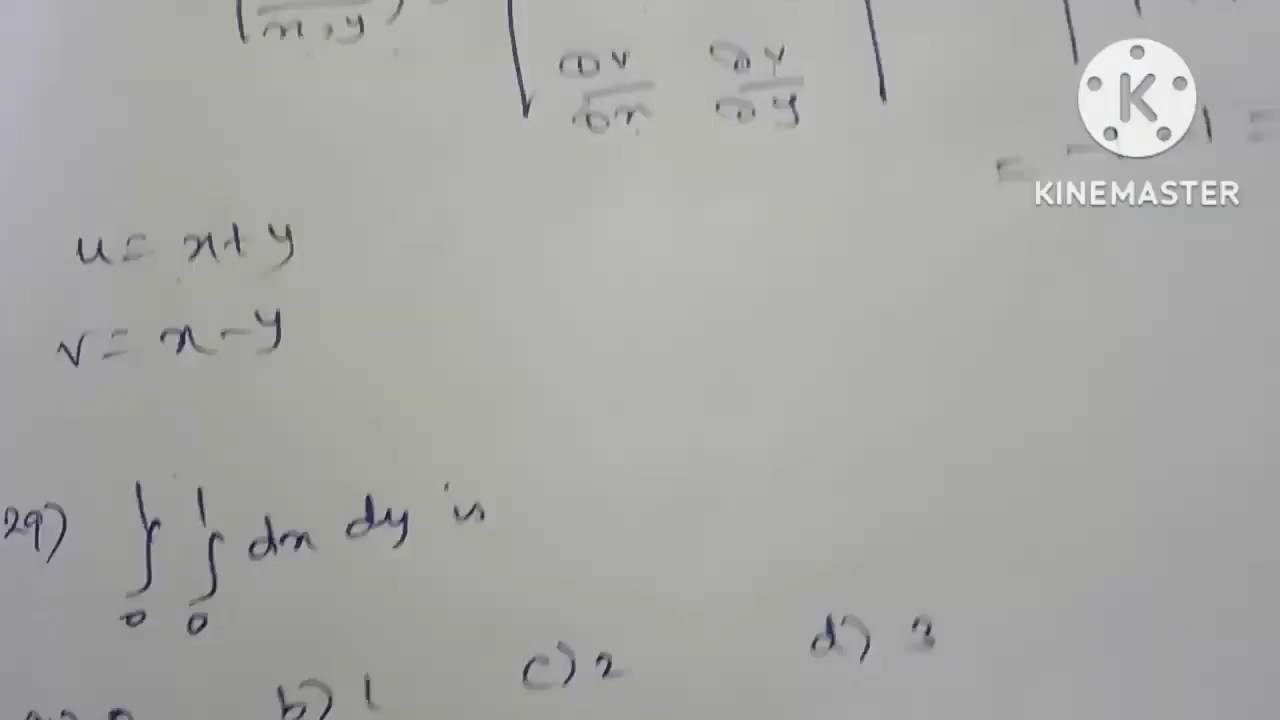 x, y
∂v ∂y
∂x ∂y
K
KINEMASTER
u = x + y
v = x - y
29) ∫₀¹ ∫₀¹ dx dy is
b) 1 c) 2 d) 3